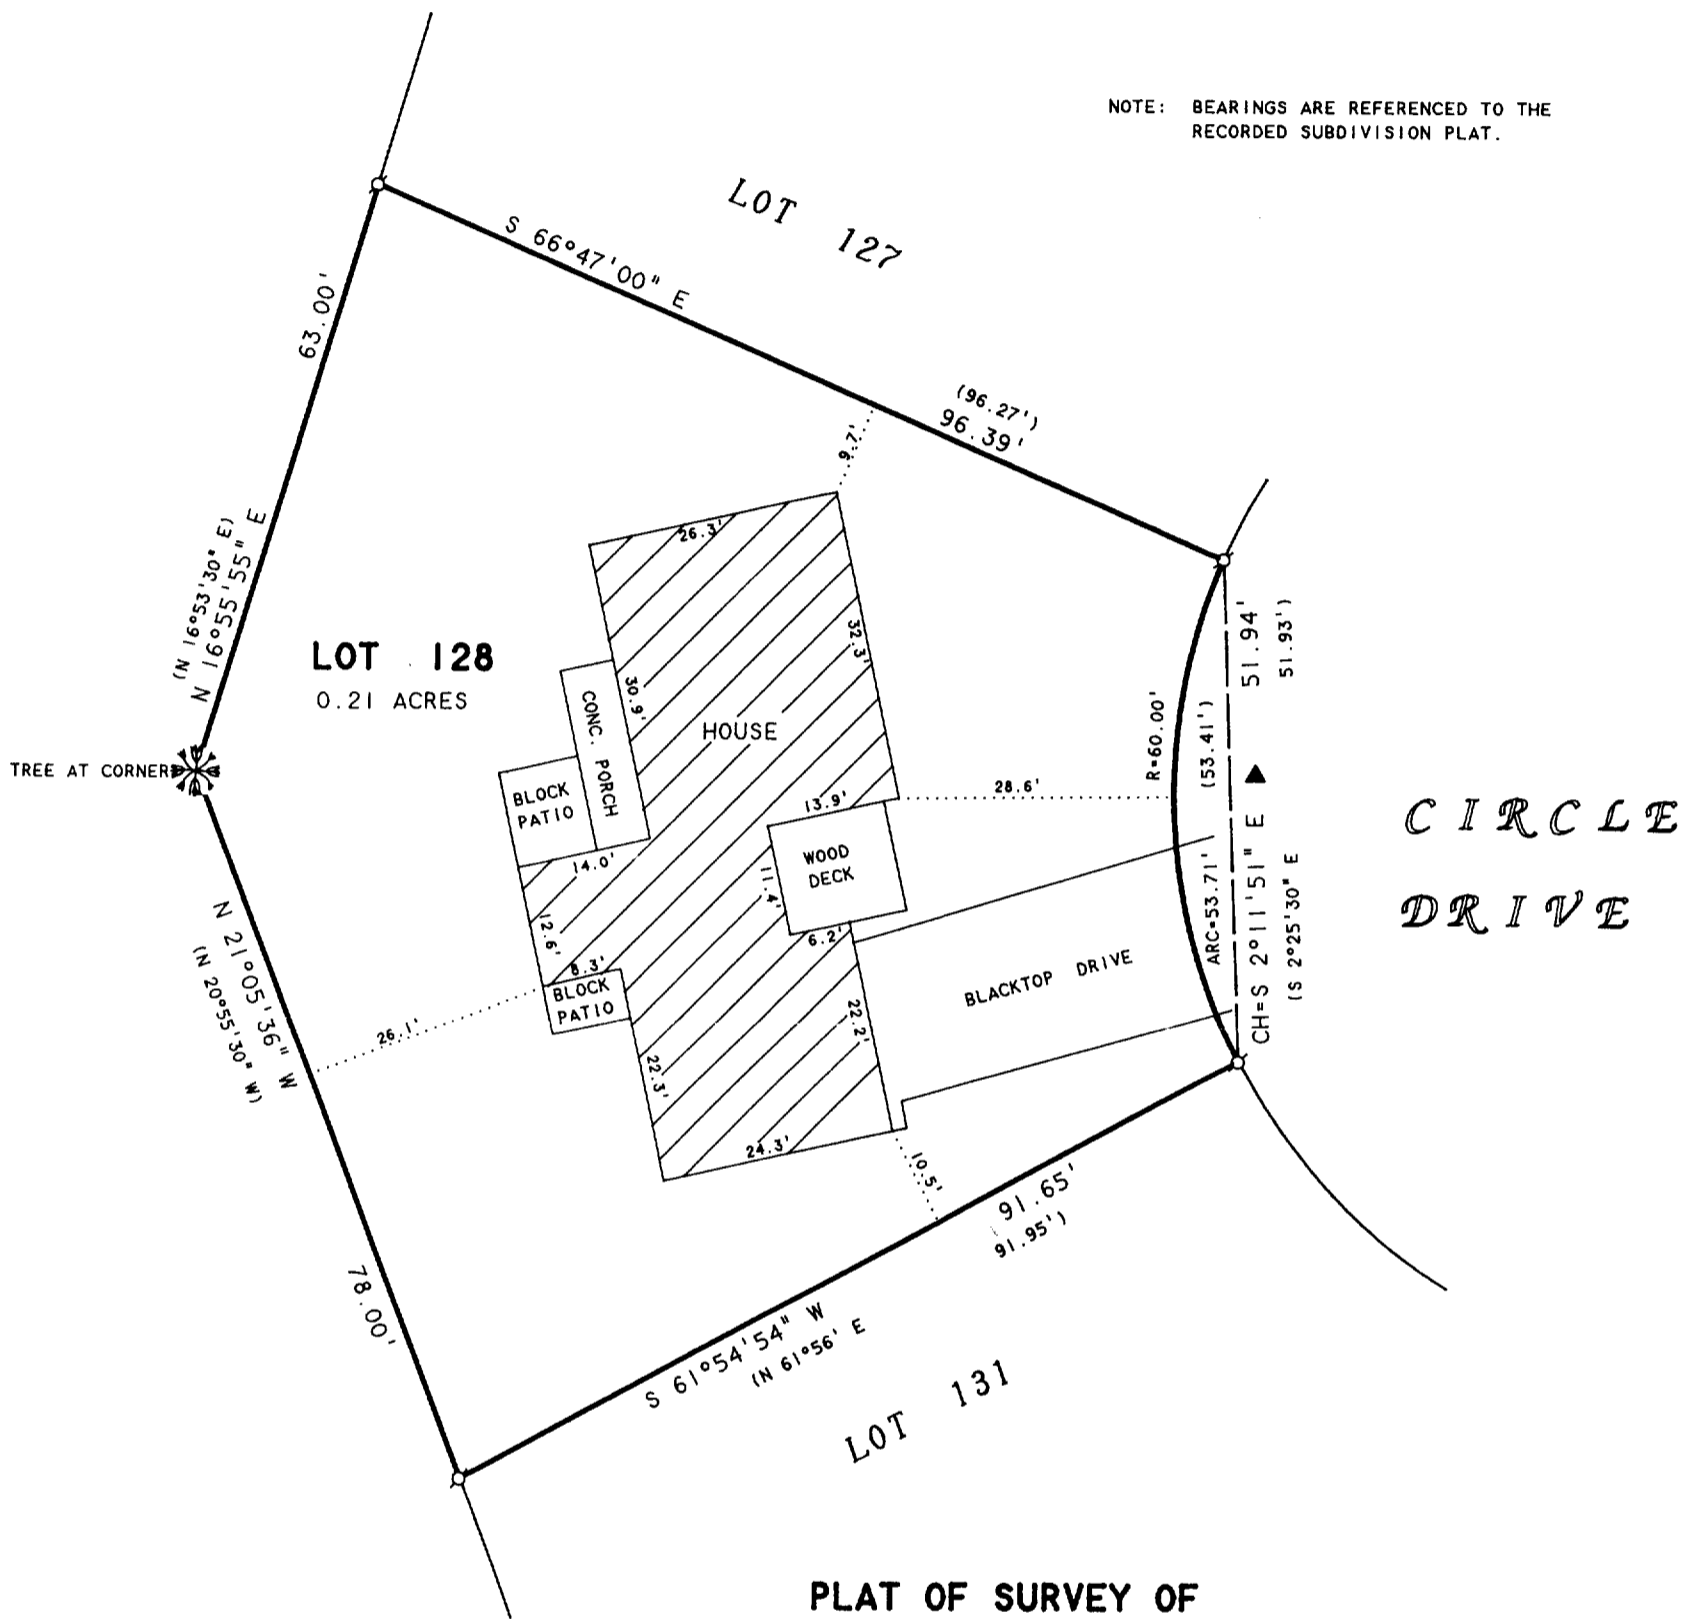 NOTE: BEARINGS ARE REFERENCED TO THE
RECORDED SUBDIVISION PLAT.
LOT 127
S 66°47'00" E
(96.27')
96.39'
63.00'
(N 16°53'30" E)
N 16°55'55" E
9.7'
26.3'
32.3'
LOT 128
0.21 ACRES
30.9'
CONC. PORCH
HOUSE
TREE AT CORNER
BLOCK
PATIO
14.0'
13.9'
WOOD
DECK
11.4'
6.2'
28.6'
R=60.00'
ARC=53.71'
(53.41')
51.94'
51.93')
CH=S 2°11'51" E
(S 2°25'30" E
CIRCLE
DRIVE
12.6'
8.3'
BLOCK
PATIO
BLACKTOP DRIVE
22.2'
22.3'
24.3'
26.1'
N 21°05'36" W
(N 20°55'30" W)
78.00'
10.5'
91.65'
91.95')
S 61°54'54" W
(N 61°56' E
LOT 131
PLAT OF SURVEY OF